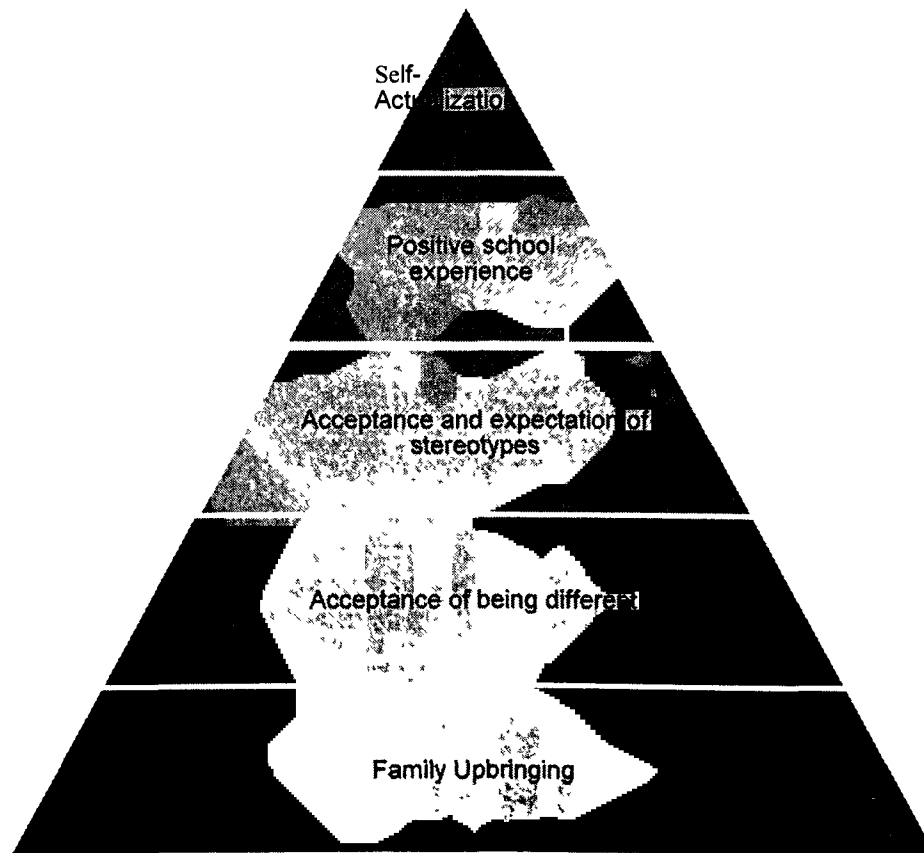 Self-
Actualization
Positive school
experience
Acceptance and expectation of
stereotypes
Acceptance of being different
Family Upbringing